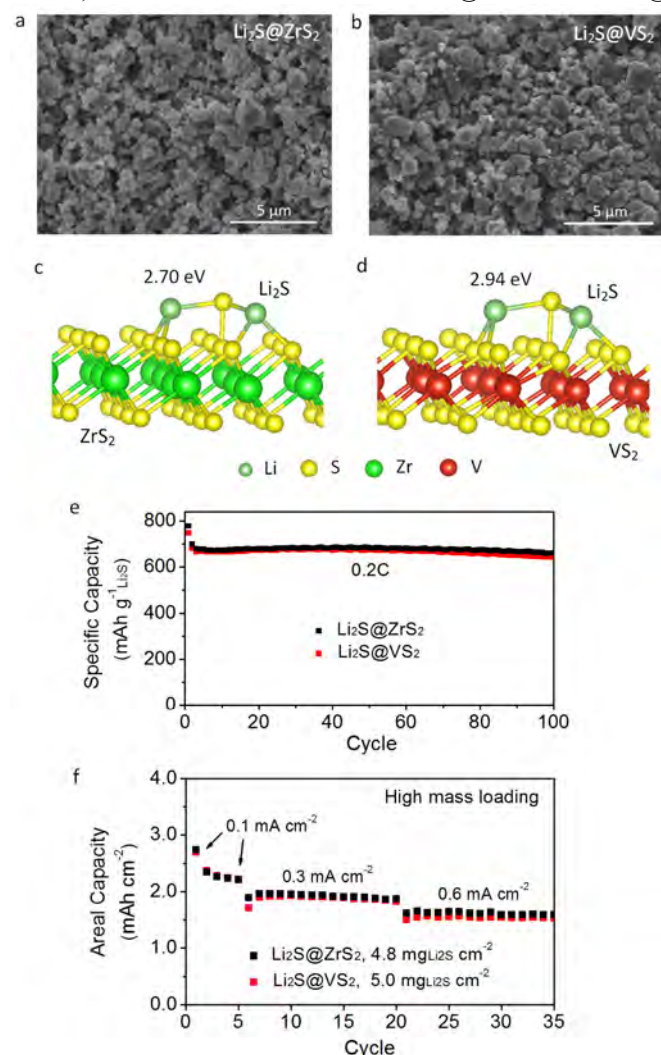 a
Li₂S@ZrS₂
5 µm
b
Li₂S@VS₂
5 µm
c
2.70 eV
Li₂S
ZrS₂
d
2.94 eV
Li₂S
VS₂
Li S Zr V
e
800
600
400
200
0
Specific Capacity
(mAh g⁻¹Li₂S)
0.2C
Li₂S@ZrS₂
Li₂S@VS₂
0 20 40 60 80 100
Cycle
f
4.0
3.0
2.0
1.0
0.0
Areal Capacity
(mAh cm⁻²)
High mass loading
0.1 mA cm⁻²
0.3 mA cm⁻²
0.6 mA cm⁻²
Li₂S@ZrS₂, 4.8 mgLi₂S cm⁻²
Li₂S@VS₂, 5.0 mgLi₂S cm⁻²
0 5 10 15 20 25 30 35
Cycle